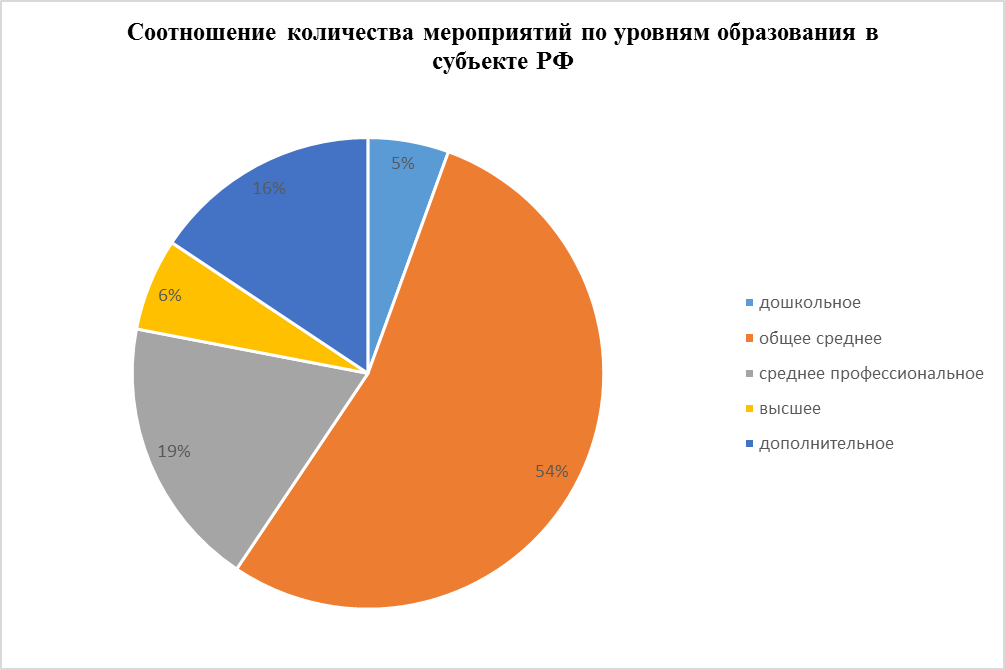 Соотношение количества мероприятий по уровням образования в
субъекте РФ
5%
16%
6%
19%
54%
дошкольное
общее среднее
среднее профессиональное
высшее
дополнительное